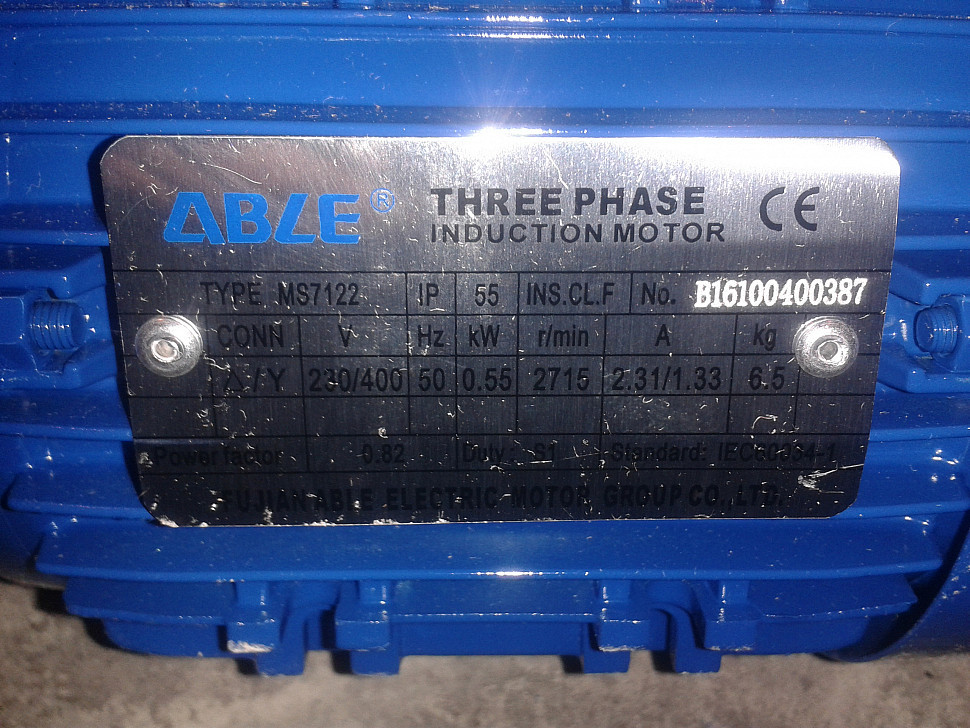 ABLE® THREE PHASE
INDUCTION MOTOR CE
TYPE MS7122 IP 55 INS.CL.F No. B16100400387
CONN V Hz kW r/min A kg
△/Y 230/400 50 0.55 2715 2.31/1.33 6.5
Power factor 0.82 Duty: S1 Standard: IEC60034-1
FUJIAN ABLE ELECTRIC MOTOR GROUP CO.,LTD.